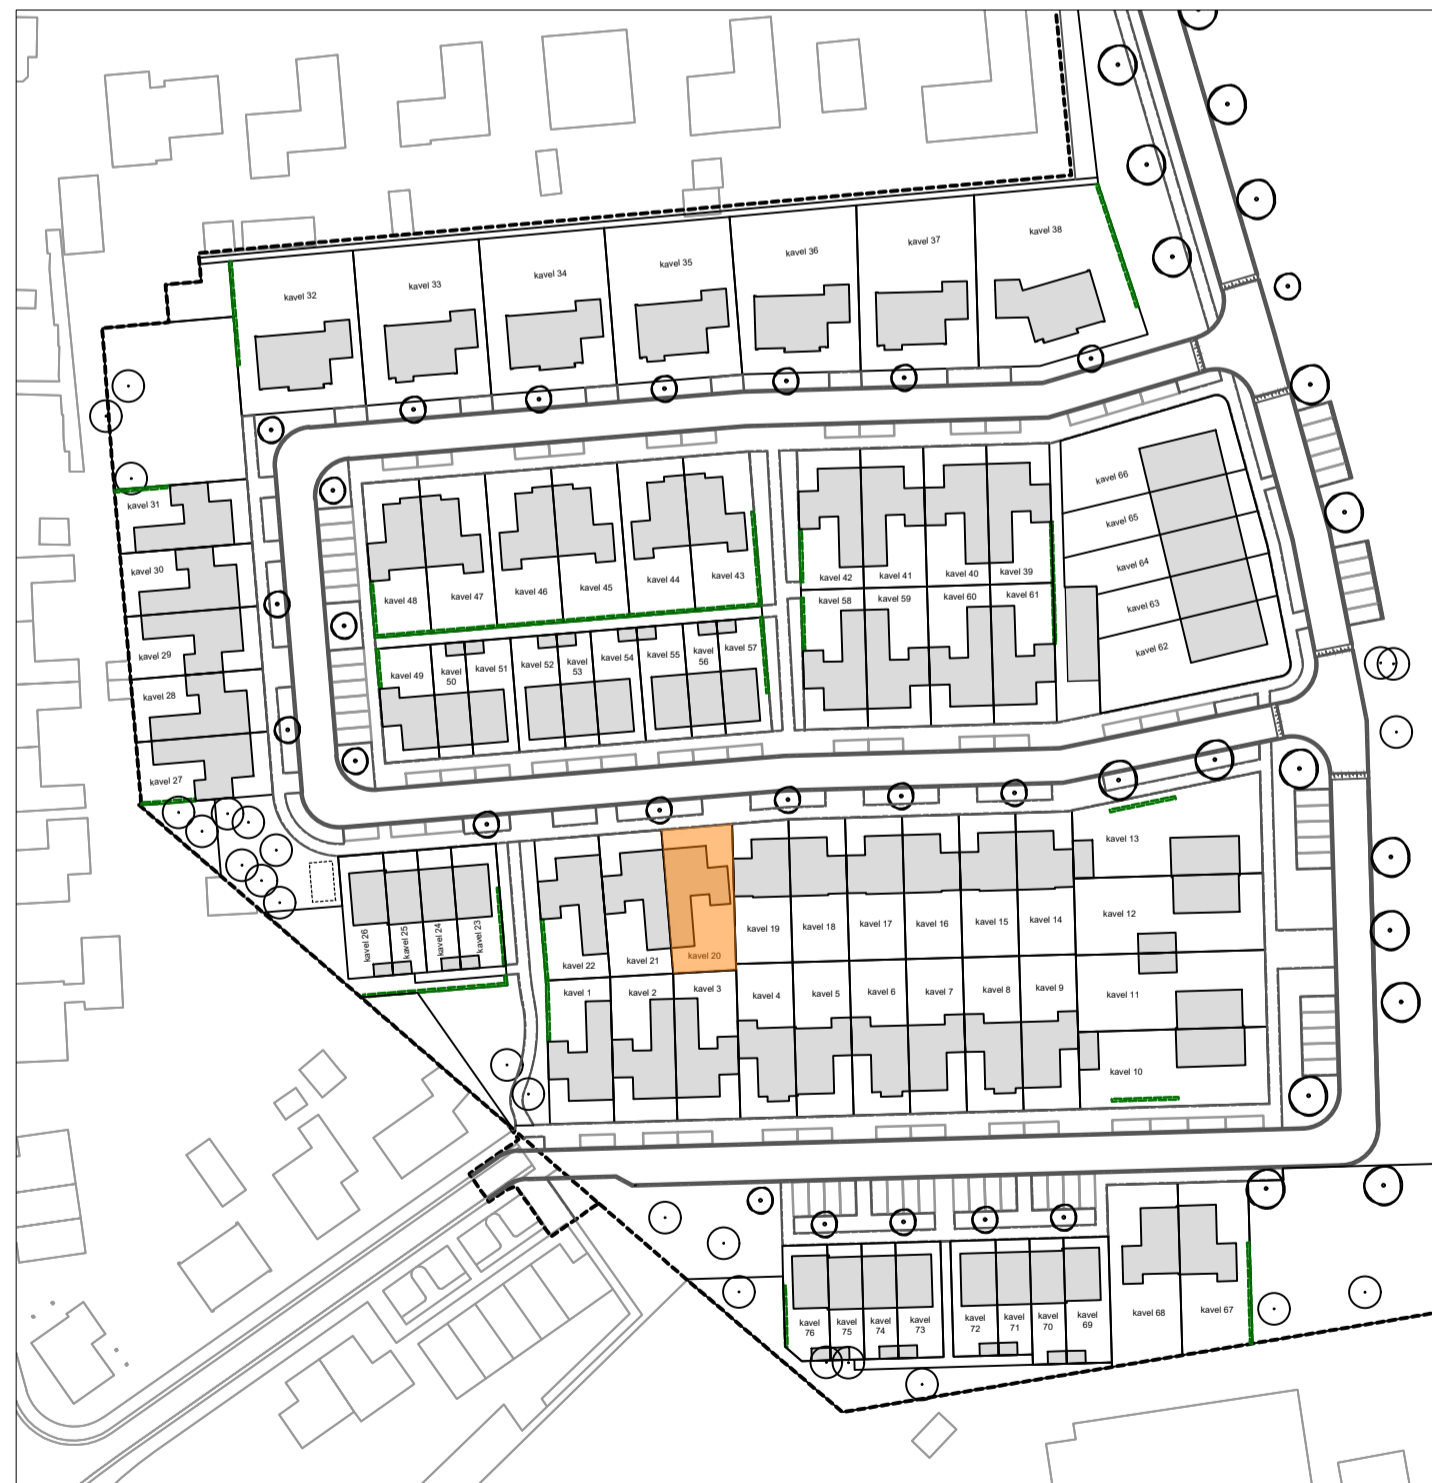 kavel 38
kavel 37
kavel 36
kavel 35
kavel 34
kavel 33
kavel 32
kavel 31
kavel 30
kavel 29
kavel 28
kavel 27
kavel 48
kavel 47
kavel 46
kavel 45
kavel 44
kavel 43
kavel 42
kavel 41
kavel 40
kavel 39
kavel 66
kavel 65
kavel 64
kavel 63
kavel 62
kavel 58
kavel 59
kavel 60
kavel 61
kavel 49
kavel
50
kavel 51
kavel 52
kavel
53
kavel 54
kavel 55
kavel
56
kavel 57
kavel 26
kavel 25
kavel 24
kavel 23
kavel 22
kavel 21
kavel 20
kavel 19
kavel 18
kavel 17
kavel 16
kavel 15
kavel 14
kavel 13
kavel 12
kavel 11
kavel 10
kavel 1
kavel 2
kavel 3
kavel 4
kavel 5
kavel 6
kavel 7
kavel 8
kavel 9
kavel
76
kavel
75
kavel
74
kavel
73
kavel
72
kavel
71
kavel
70
kavel
69
kavel 68
kavel 67